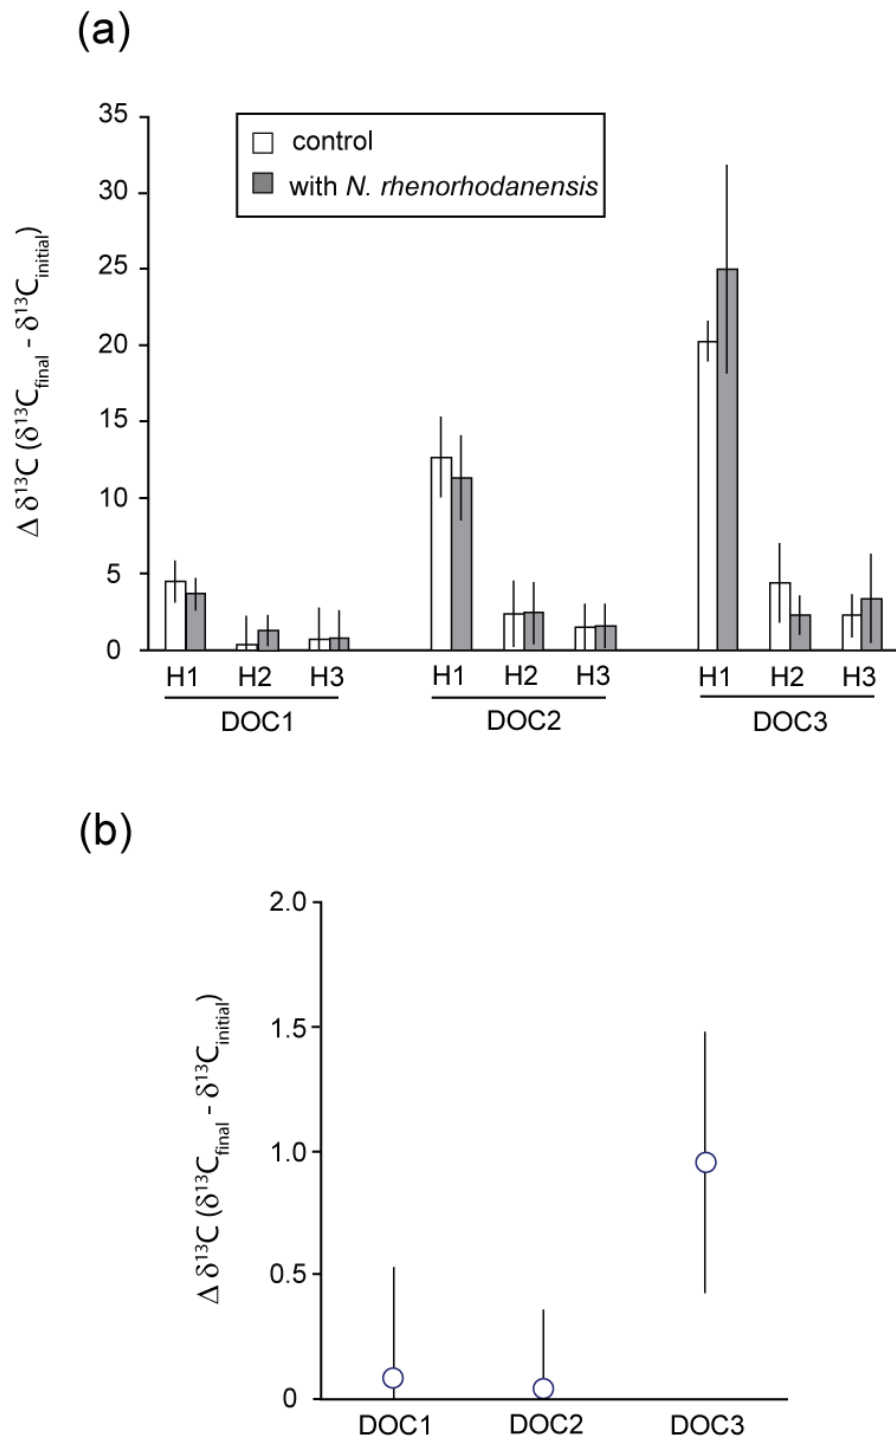 (a)
35
30
25
20
15
10
5
0
Δ δ¹³C (δ¹³Cfinal - δ¹³Cinitial)
control
with N. rhenorhodanensis
H1 H2 H3 H1 H2 H3 H1 H2 H3
DOC1 DOC2 DOC3
(b)
2.0
1.5
1.0
0.5
0
Δ δ¹³C (δ¹³Cfinal - δ¹³Cinitial)
DOC1 DOC2 DOC3